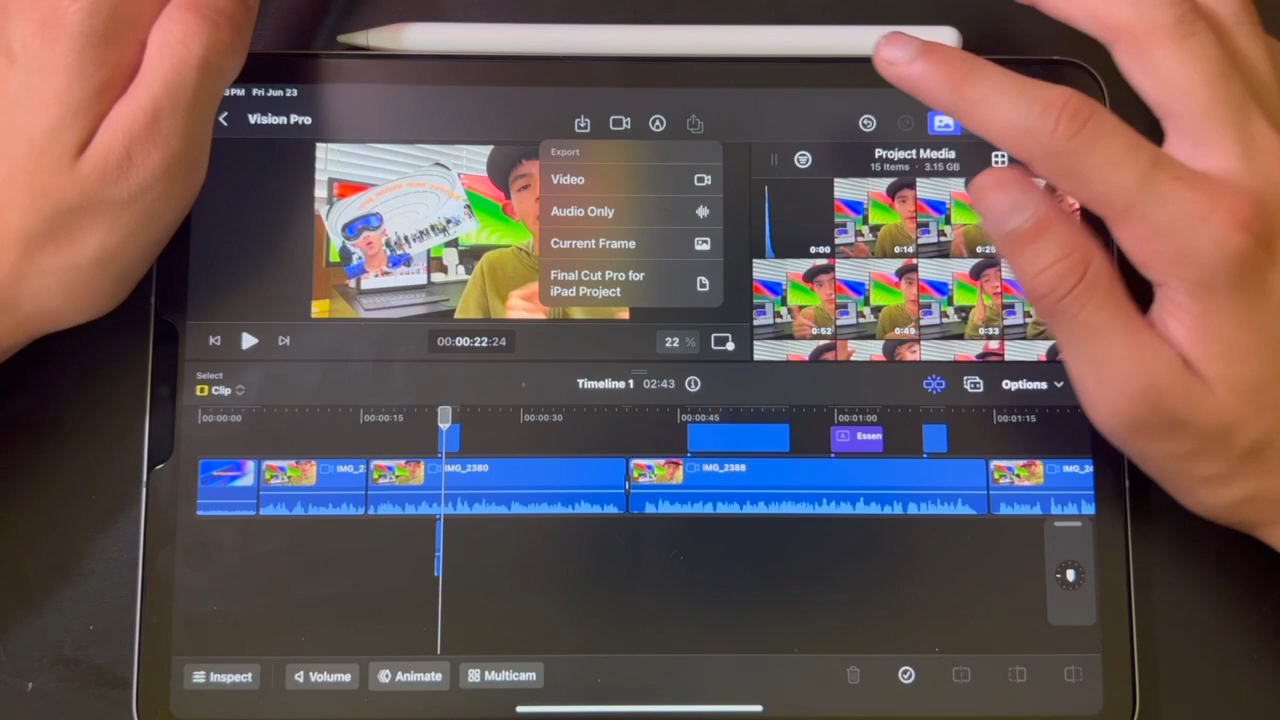 3PM Fri Jun 23
Vision Pro
Export
Video
Audio Only
Current Frame
Final Cut Pro for
iPad Project
Project Media
15 Items · 3.15 GB
0:00
0:14
0:25
0:52
0:49
0:33
00:00:22:24
22 %
Select
Clip
Timeline 1 02:43
Options
00:00:00
00:00:15
00:00:30
00:00:45
00:01:00
00:01:15
Essen
IMG_2
IMG_2380
IMG_2388
IMG_24
Inspect
Volume
Animate
Multicam